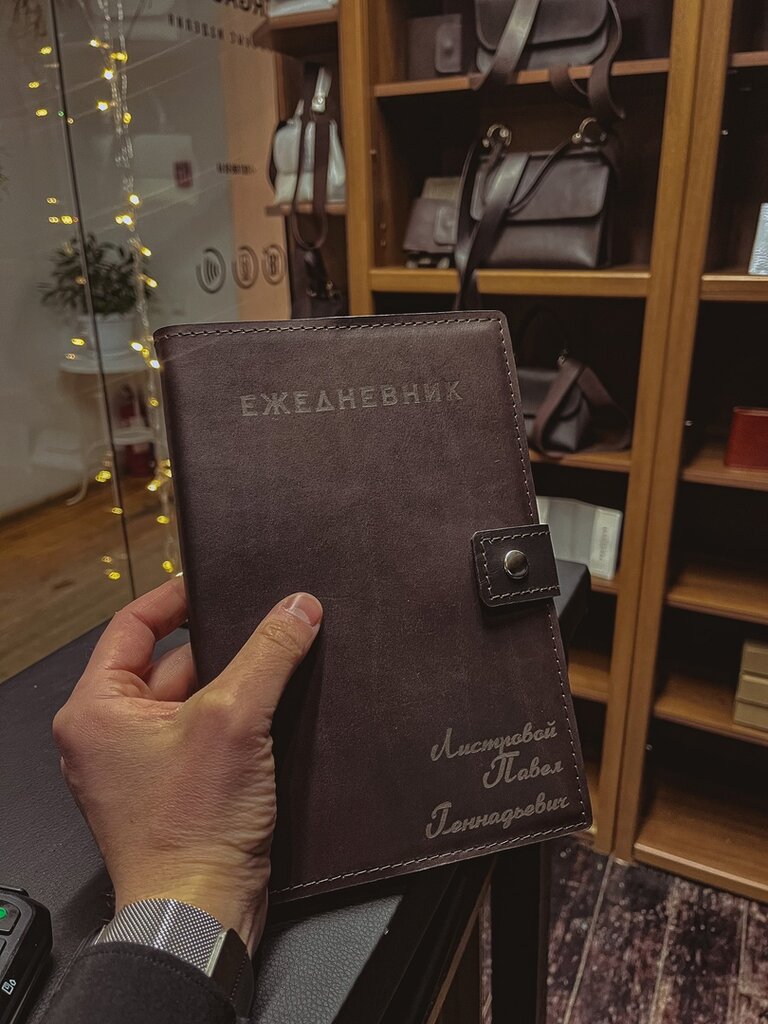 ЕЖЕДНЕВНИК
Листровой
Павел
Геннадьевич